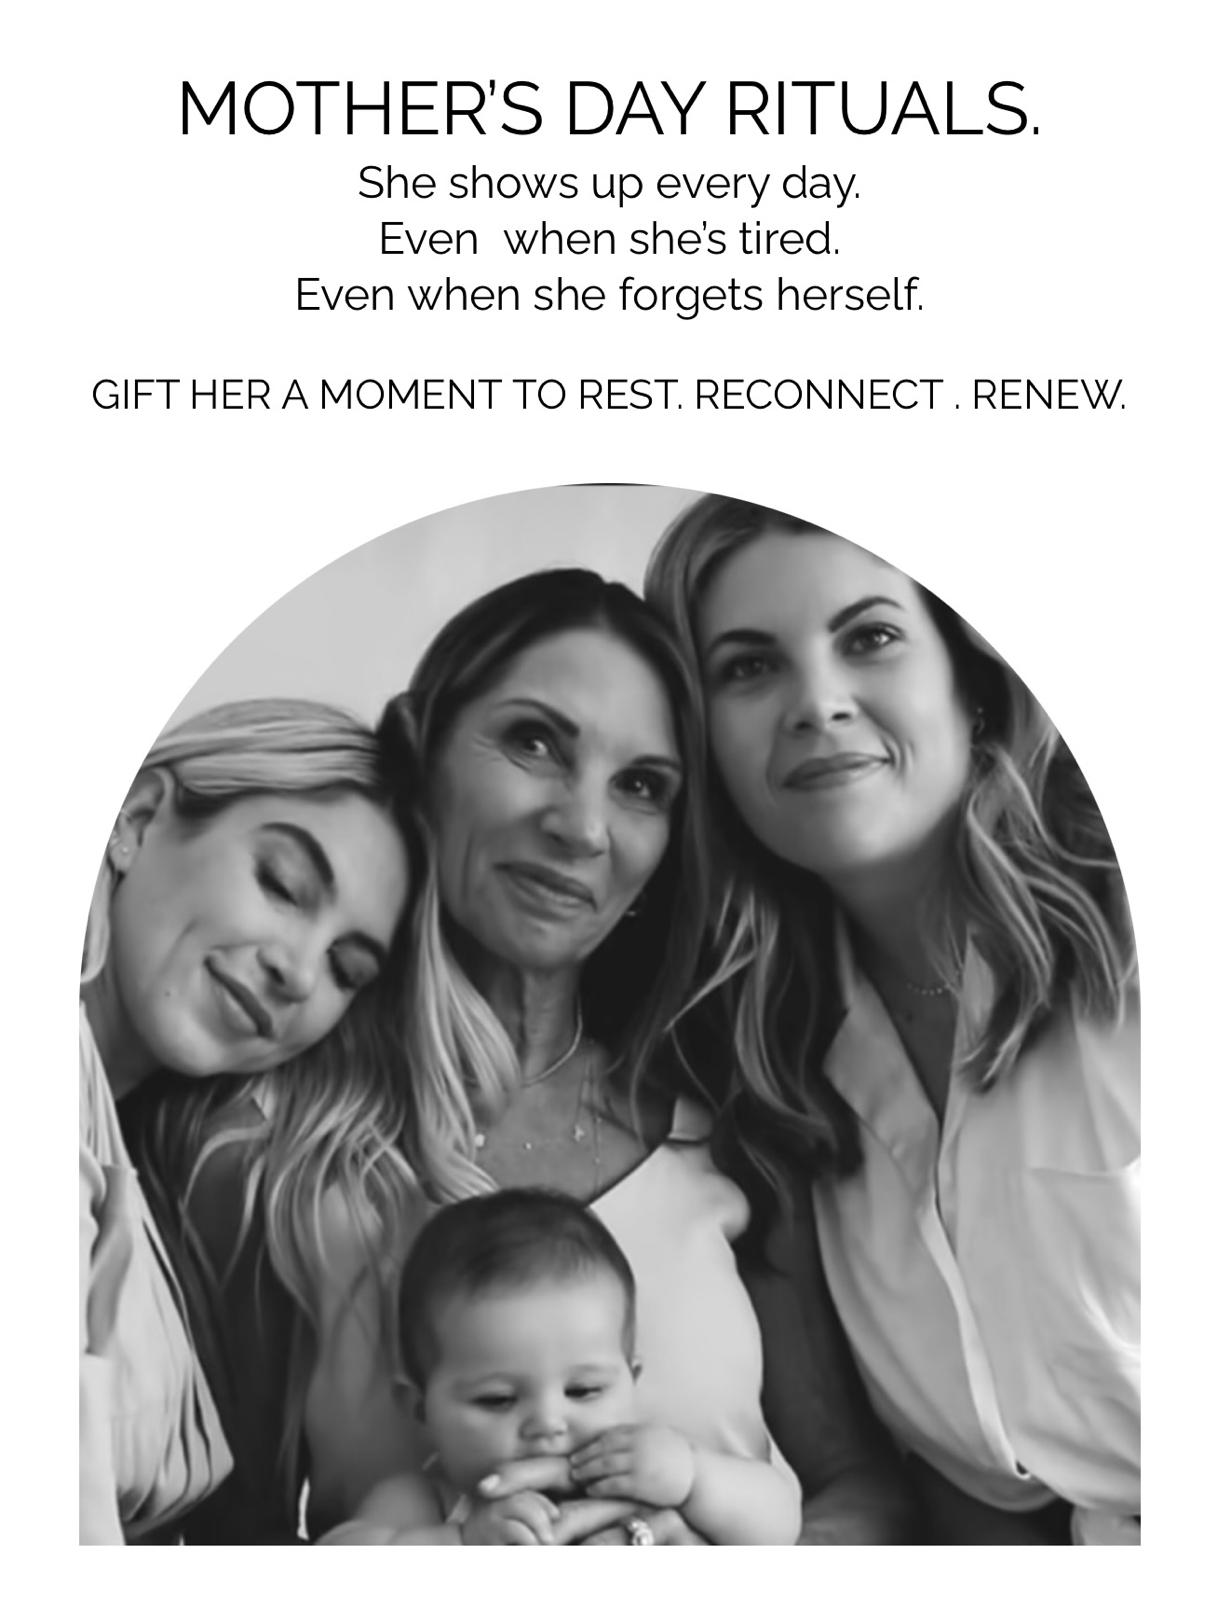 MOTHER’S DAY RITUALS.
She shows up every day.
Even  when she’s tired.
Even when she forgets herself.
GIFT HER A MOMENT TO REST. RECONNECT . RENEW.